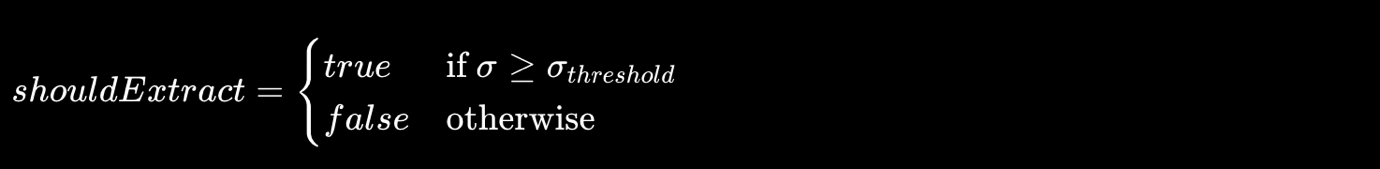 shouldExtract = { true if σ ≥ σ_threshold
false otherwise